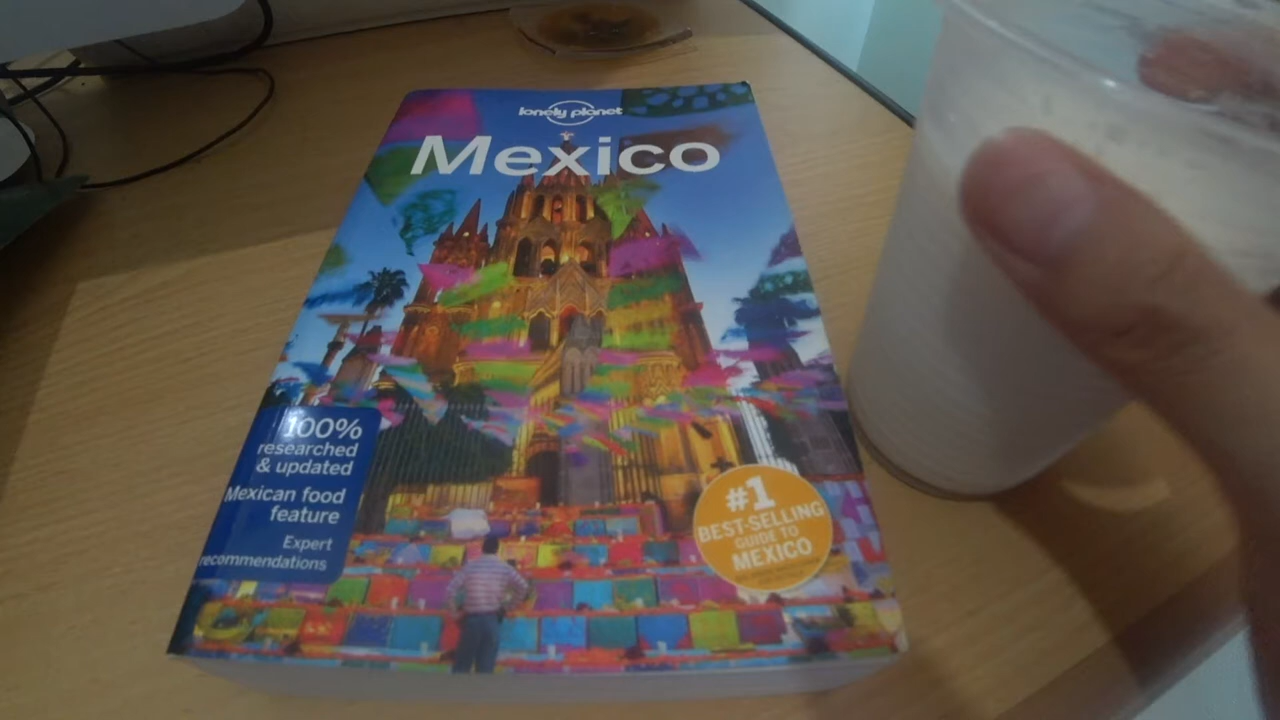 lonely planet
Mexico
100%
researched
& updated
Mexican food
feature
Expert
recommendations
#1
BEST-SELLING
GUIDE TO
MEXICO